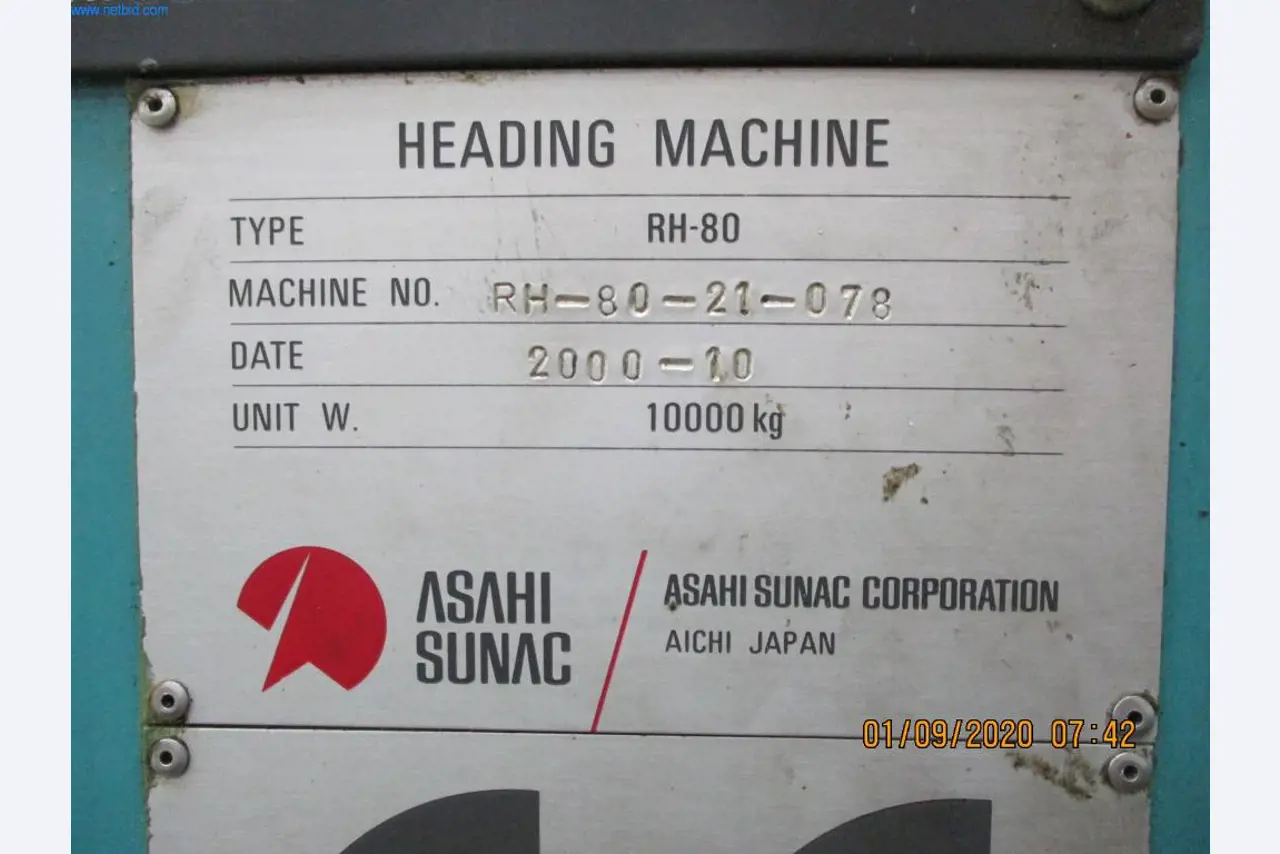 www.netbid.com
HEADING MACHINE
TYPE RH-80
MACHINE NO. RH-80-21-078
DATE 2000-10
UNIT W. 10000 kg
ASAHI
SUNAC
ASAHI SUNAC CORPORATION
AICHI JAPAN
01/09/2020 07:42